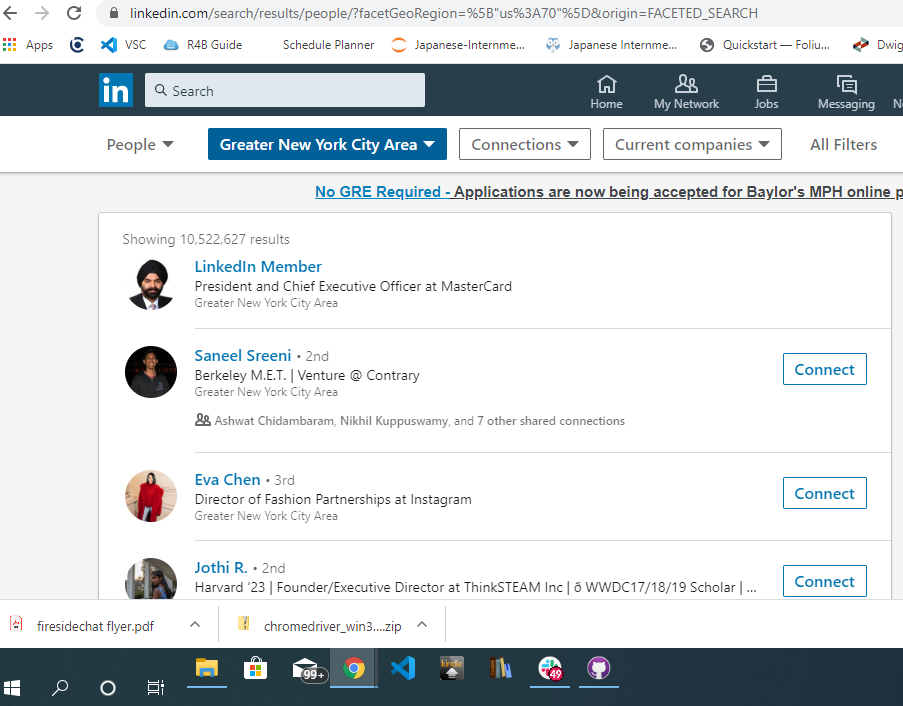 linkedin.com/search/results/people/?facetGeoRegion=%5B"us%3A70"%5D&origin=FACETED_SEARCH
Apps VSC R4B Guide Schedule Planner Japanese-Internme... Japanese Internme... Quickstart — Foliu... Dwig
in Search Home My Network Jobs Messaging N
People Greater New York City Area Connections Current companies All Filters
No GRE Required - Applications are now being accepted for Baylor's MPH online p
Showing 10,522,627 results
LinkedIn Member
President and Chief Executive Officer at MasterCard
Greater New York City Area
Saneel Sreeni • 2nd
Connect
Berkeley M.E.T. | Venture @ Contrary
Greater New York City Area
Ashwat Chidambaram, Nikhil Kuppuswamy, and 7 other shared connections
Eva Chen • 3rd
Connect
Director of Fashion Partnerships at Instagram
Greater New York City Area
Jothi R. • 2nd
Connect
Harvard ‘23 | Founder/Executive Director at ThinkSTEAM Inc | õ WWDC17/18/19 Scholar | ...
firesidechat flyer.pdf chromedriver_win3....zip
99+ kindle 49